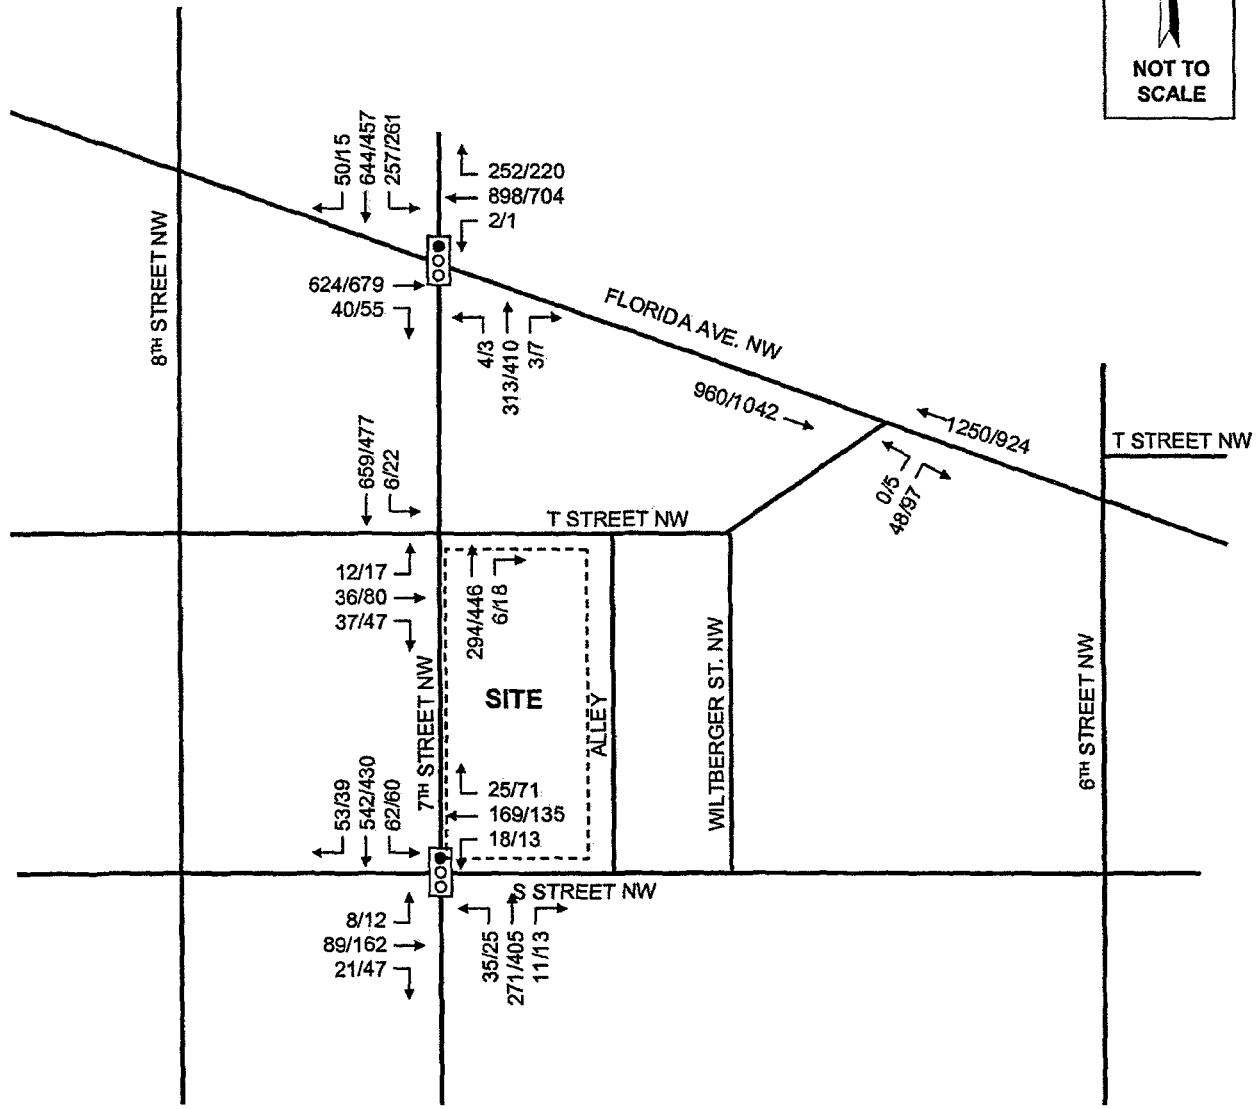 NOT TO
SCALE
50/15
644/457
257/261
252/220
898/704
2/1
8TH STREET NW
624/679
40/55
4/3
313/410
3/7
FLORIDA AVE. NW
960/1042
1250/924
T STREET NW
0/5
48/97
659/477
6/22
T STREET NW
12/17
36/80
37/47
294/446
6/18
7TH STREET NW
SITE
ALLEY
WILTBERGER ST. NW
6TH STREET NW
53/39
542/430
62/60
25/71
169/135
18/13
S STREET NW
8/12
89/162
21/47
35/25
271/405
11/13